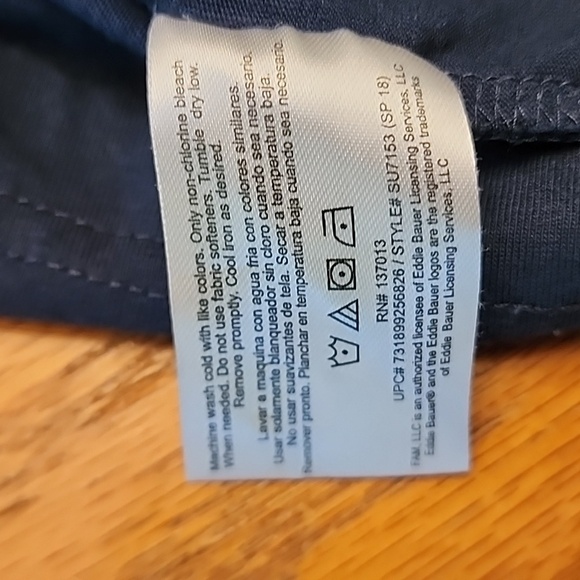 Machine wash cold with like colors. Only non-chlorine bleach
When needed. Do not use fabric softeners. Tumble dry low.
Remove promptly. Cool Iron as desired.
Lavar a maquina con agua fria con colores similares.
Usar solamente blanqueador sin cloro cuando sea necesario.
No usar suavizantes de tela. Secar a temperatura baja.
Remover pronto. Planchar en temperatura baja cuando sea necesario.
RN# 137013
UPC# 731899256826 / STYLE# SU7153 (SP 18)
FAM, LLC is an authorized licensee of Eddie Bauer Licensing Services, LLC
Eddie Bauer® and the Eddie Bauer logos are the registered trademarks
of Eddie Bauer Licensing Services, LLC